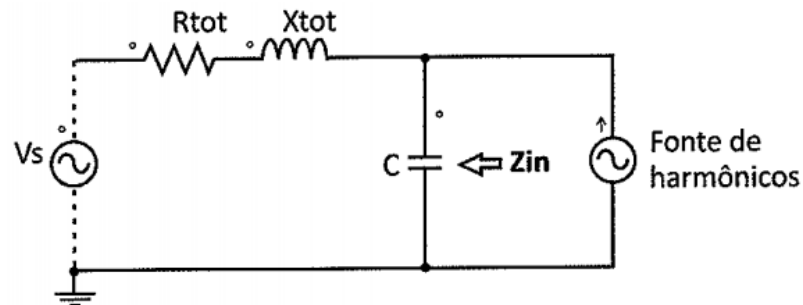 Rtot
Xtot
Vs
C
Zin
Fonte de
harmônicos